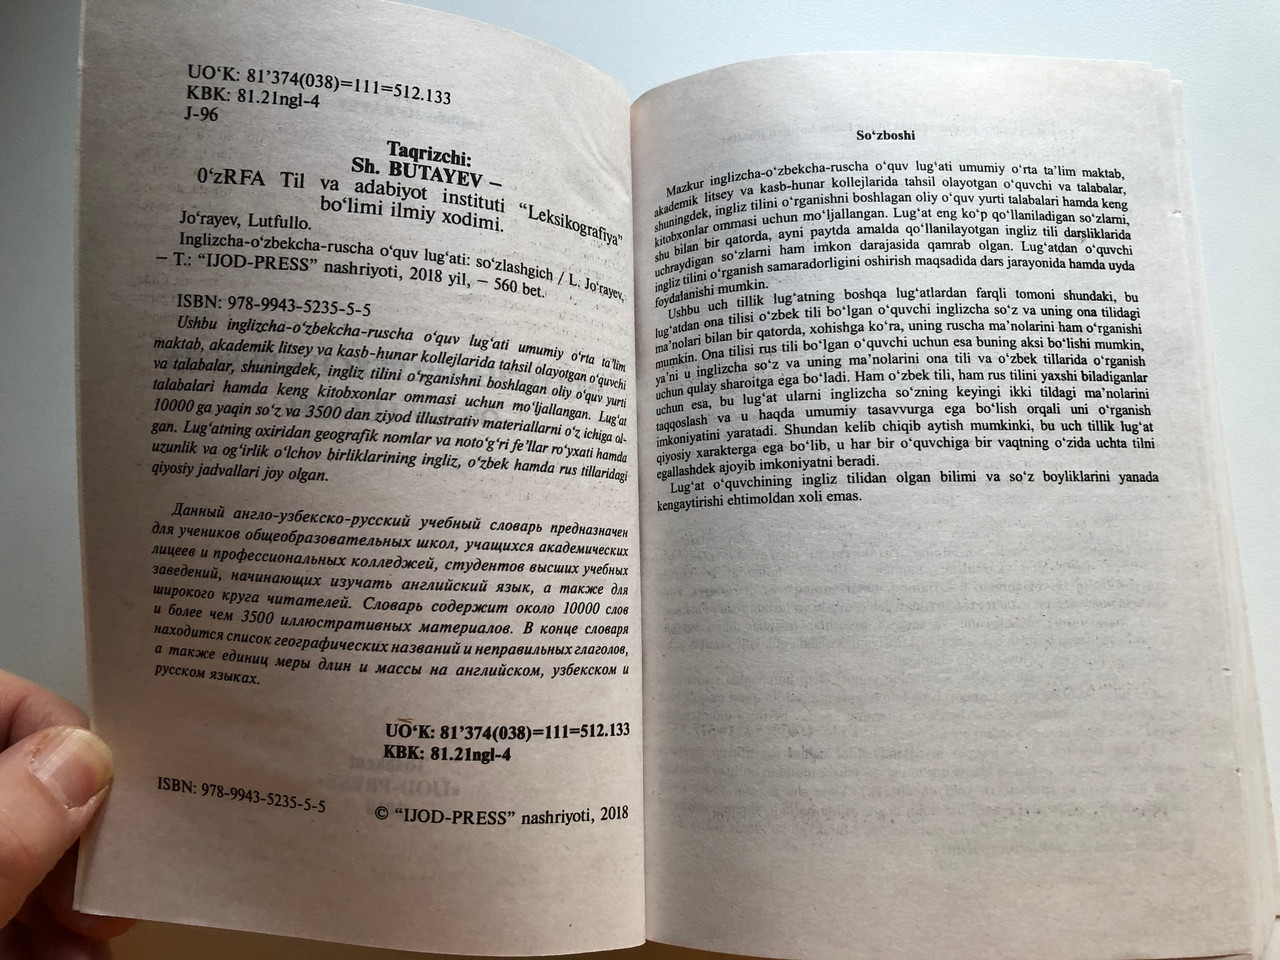 UO‘K: 81’374(038)=111=512.133
KBK: 81.21ngl-4
J-96
Taqrizchi:
Sh. BUTAYEV –
0‘zRFA Til va adabiyot instituti “Leksikografiya”
bo‘limi ilmiy xodimi.
Jo‘rayev, Lutfullo.
Inglizcha-o‘zbekcha-ruscha o‘quv lug‘ati: so‘zlashgich / L. Jo‘rayev,
– T.: “IJOD-PRESS” nashriyoti, 2018 yil, – 560 bet.
ISBN: 978-9943-5235-5-5
Ushbu inglizcha-o‘zbekcha-ruscha o‘quv lug‘ati umumiy o‘rta ta’lim
maktab, akademik litsey va kasb-hunar kollejlarida tahsil olayotgan o‘quvchi
va talabalar, shuningdek, ingliz tilini o‘rganishni boshlagan oliy o‘quv yurti
talabalari hamda keng kitobxonlar ommasi uchun mo‘ljallangan. Lug‘at
10000 ga yaqin so‘z va 3500 dan ziyod illustrativ materiallarni o‘z ichiga ol-
gan. Lug‘atning oxiridan geografik nomlar va noto‘g‘ri fe’llar ro‘yxati hamda
uzunlik va og‘irlik o‘lchov birliklarining ingliz, o‘zbek hamda rus tillaridagi
qiyosiy jadvallari joy olgan.
Данный англо-узбекско-русский учебный словарь предназначен
для учеников общеобразовательных школ, учащихся академических
лицеев и профессиональных колледжей, студентов высших учебных
заведений, начинающих изучать английский язык, а также для
широкого круга читателей. Словарь содержит около 10000 слов
и более чем 3500 иллюстративных материалов. В конце словаря
находится список географических названий и неправильных глаголов,
а также единиц меры длин и массы на английском, узбекском и
русском языках.
UO‘K: 81’374(038)=111=512.133
KBK: 81.21ngl-4
ISBN: 978-9943-5235-5-5
© “IJOD-PRESS” nashriyoti, 2018
So‘zboshi
Mazkur inglizcha-o‘zbekcha-ruscha o‘quv lug‘ati umumiy o‘rta ta’lim maktab,
akademik litsey va kasb-hunar kollejlarida tahsil olayotgan o‘quvchi va talabalar,
shuningdek, ingliz tilini o‘rganishni boshlagan oliy o‘quv yurti talabalari hamda keng
kitobxonlar ommasi uchun mo‘ljallangan. Lug‘at eng ko‘p qo‘llaniladigan so‘zlarni,
shu bilan bir qatorda, ayni paytda amalda qo‘llanilayotgan ingliz tili darsliklarida
uchraydigan so‘zlarni ham imkon darajasida qamrab olgan. Lug‘atdan o‘quvchi
ingliz tilini o‘rganish samaradorligini oshirish maqsadida dars jarayonida hamda uyda
foydalanishi mumkin.
Ushbu uch tillik lug‘atning boshqa lug‘atlardan farqli tomoni shundaki, bu
lug‘atdan ona tilisi o‘zbek tili bo‘lgan o‘quvchi inglizcha so‘z va uning ona tilidagi
ma’nolari bilan bir qatorda, xohishga ko‘ra, uning ruscha ma’nolarini ham o‘rganishi
mumkin. Ona tilisi rus tili bo‘lgan o‘quvchi uchun esa buning aksi bo‘lishi mumkin,
ya’ni u inglizcha so‘z va uning ma’nolarini ona tili va o‘zbek tillarida o‘rganish
uchun qulay sharoitga ega bo‘ladi. Ham o‘zbek tili, ham rus tilini yaxshi biladiganlar
uchun esa, bu lug‘at ularni inglizcha so‘zning keyingi ikki tildagi ma’nolarini
taqqoslash va u haqda umumiy tasavvurga ega bo‘lish orqali uni o‘rganish
imkoniyatini yaratadi. Shundan kelib chiqib aytish mumkinki, bu uch tillik lug‘at
qiyosiy xarakterga ega bo‘lib, u har bir o‘quvchiga bir vaqtning o‘zida uchta tilni
egallashdek ajoyib imkoniyatni beradi.
Lug‘at o‘quvchining ingliz tilidan olgan bilimi va so‘z boyliklarini yanada
kengaytirishi ehtimoldan xoli emas.